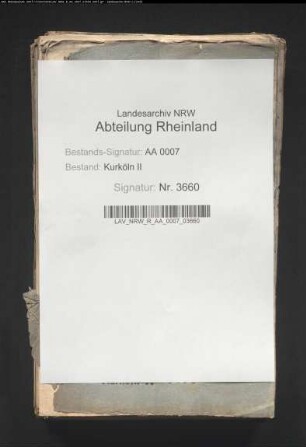 Landesarchiv NRW
Abteilung Rheinland
Bestands-Signatur: AA 0007
Bestand: Kurköln II
Signatur: Nr. 3660
LAV_NRW_R_AA_0007_03660